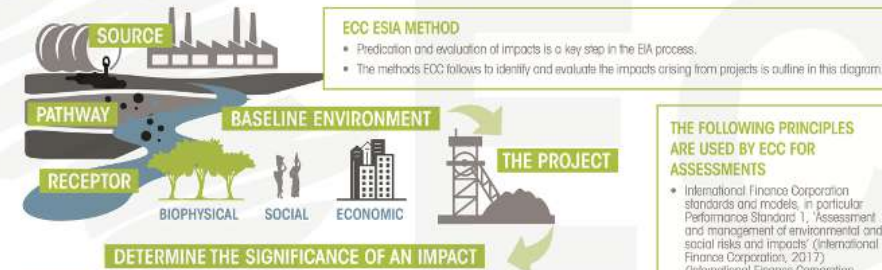 ECC ESIA METHOD
• Predication and evaluation of impacts is a key step in the EIA process.
• The methods ECC follows to identify and evaluate the impacts arising from projects is outline in this diagram.
SOURCE
PATHWAY
RECEPTOR
BASELINE ENVIRONMENT
BIOPHYSICAL
SOCIAL
ECONOMIC
THE PROJECT
DETERMINE THE SIGNIFICANCE OF AN IMPACT
THE FOLLOWING PRINCIPLES
ARE USED BY ECC FOR
ASSESSMENTS
• International Finance Corporation
standards and models, in particular
Performance Standard 1, 'Assessment
and management of environmental and
social risks and impacts' (International
Finance Corporation, 2017)
(International Finance Corporation